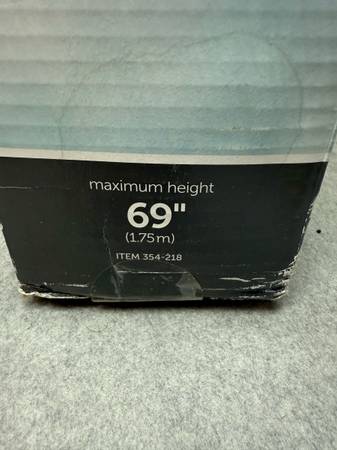 maximum height
69"
(1.75m)
ITEM 354-218